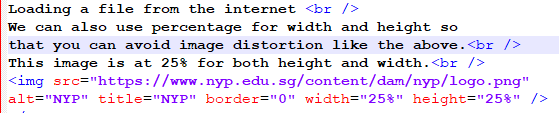 Loading a file from the internet <br />
We can also use percentage for width and height so
that you can avoid image distortion like the above.<br />
This image is at 25% for both height and width.<br />
<img src="https://www.nyp.edu.sg/content/dam/nyp/logo.png"
alt="NYP" title="NYP" border="0" width="25%" height="25%" />